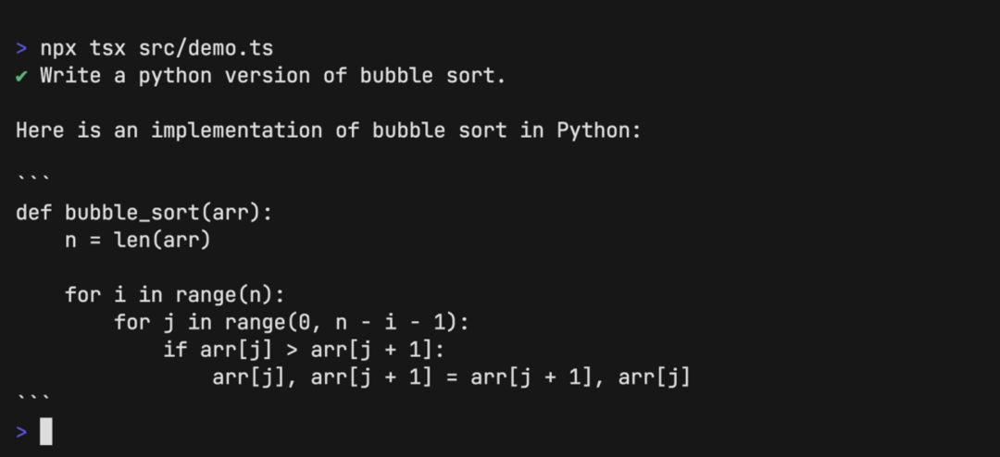 > npx tsx src/demo.ts
✔ Write a python version of bubble sort.

Here is an implementation of bubble sort in Python:

```
def bubble_sort(arr):
    n = len(arr)

    for i in range(n):
        for j in range(0, n - i - 1):
            if arr[j] > arr[j + 1]:
                arr[j], arr[j + 1] = arr[j + 1], arr[j]
```
>